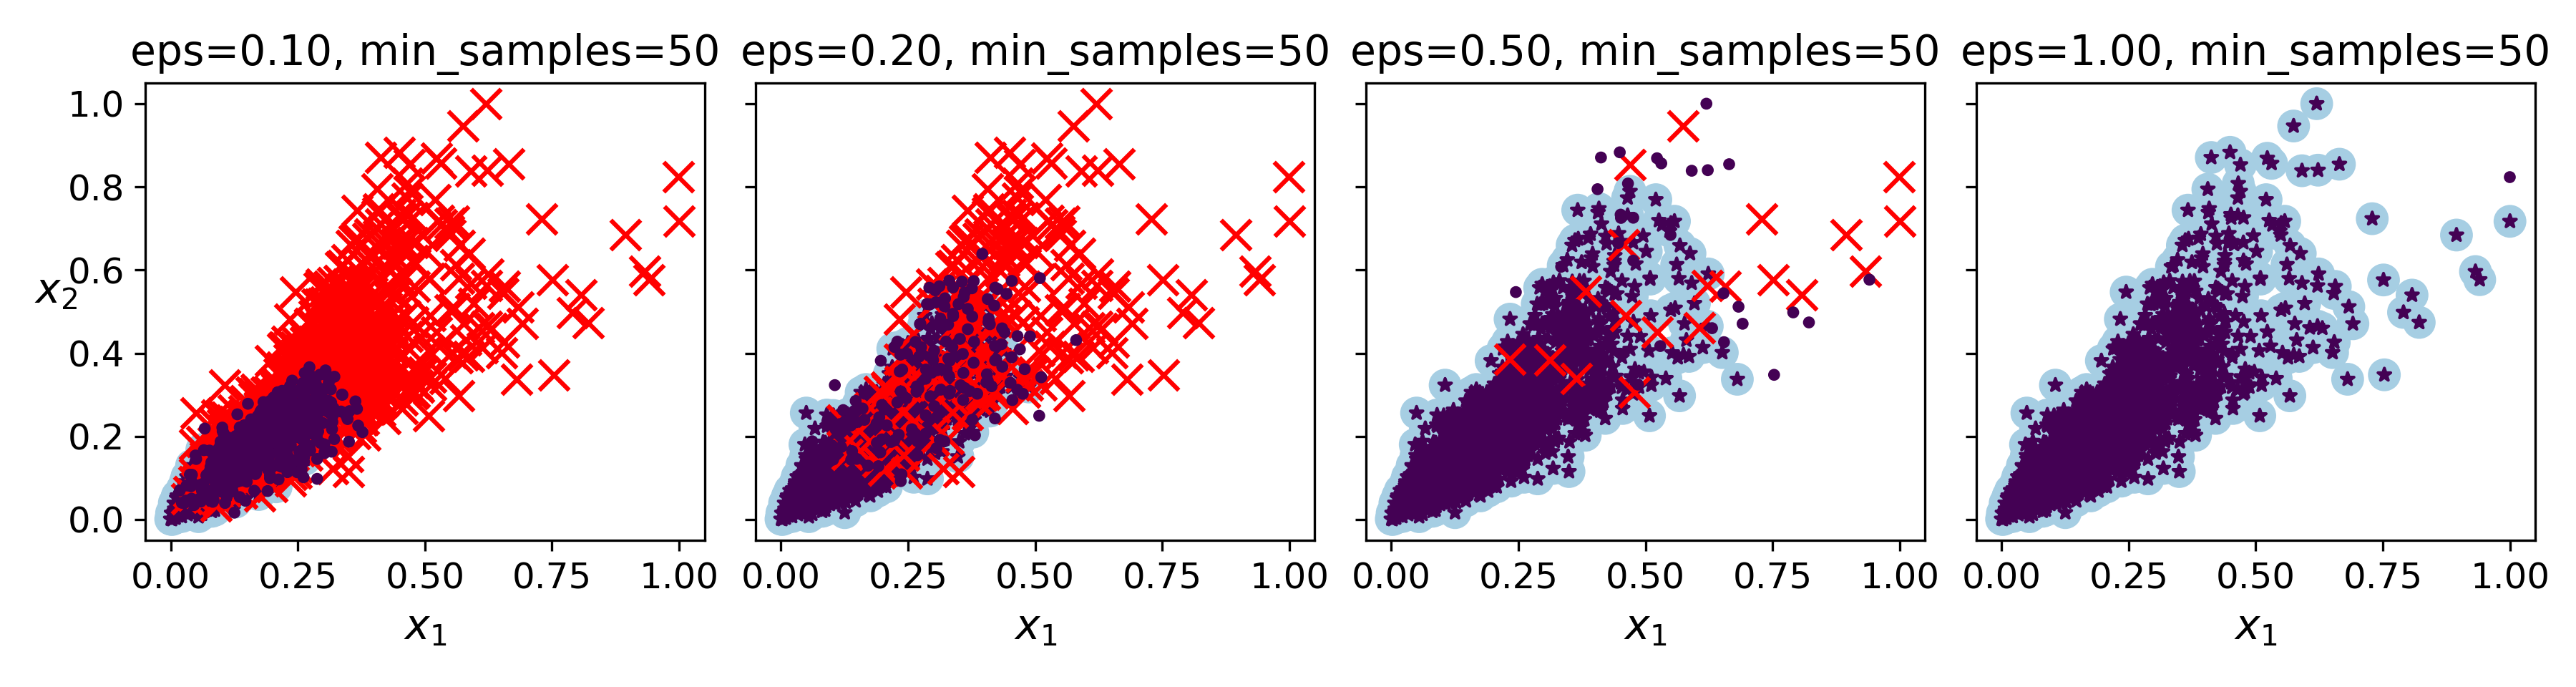 eps=0.10, min_samples=50 eps=0.20, min_samples=50 eps=0.50, min_samples=50 eps=1.00, min_samples=50
1.0
0.8
0.6
x₂
0.4
0.2
0.0
0.00 0.25 0.50 0.75 1.00 0.00 0.25 0.50 0.75 1.00 0.00 0.25 0.50 0.75 1.00 0.00 0.25 0.50 0.75 1.00
x₁ x₁ x₁ x₁